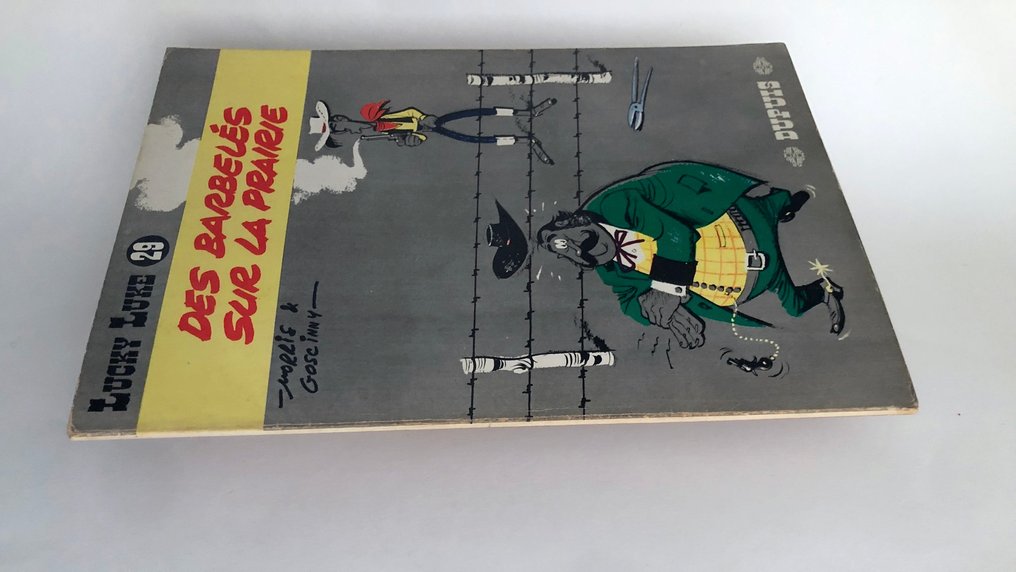 LUCKY LUKE 29
DES BARBELÉS
SUR LA PRAIRIE
MORRIS &
GOSCINNY
DUPUIS